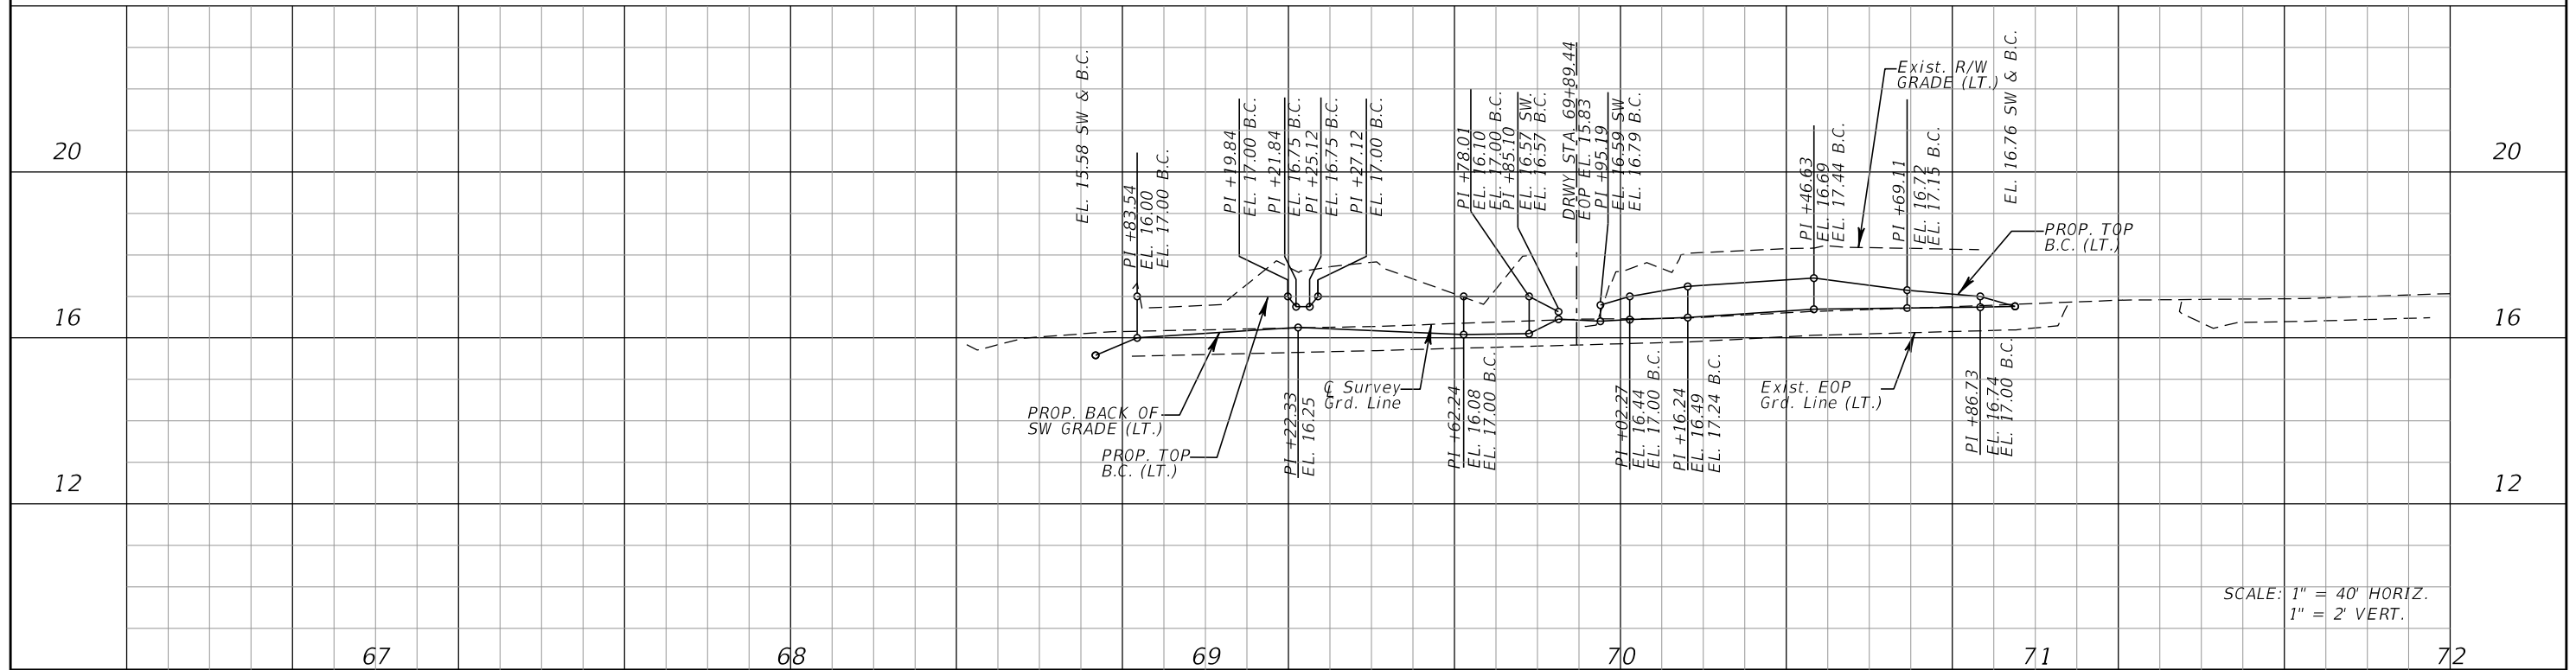 EL. 15.58 SW & B.C.
PI +83.54
EL. 16.00
EL. 17.00 B.C.
PI +19.84
EL. 17.00 B.C.
PI +21.84
EL. 16.75 B.C.
PI +25.12
EL. 16.75 B.C.
PI +27.12
EL. 17.00 B.C.
PI +78.01
EL. 16.10
EL. 17.00 B.C.
PI +85.10
EL. 16.57 SW.
EL. 16.57 B.C.
DRWY STA. 69+89.44
EOP EL. 15.83
PI +95.19
EL. 16.59 SW
EL. 16.79 B.C.
PI +46.63
EL. 16.69
EL. 17.44 B.C.
Exist. R/W
GRADE (LT.)
PI +69.11
EL. 16.72
EL. 17.15 B.C.
EL. 16.76 SW & B.C.
PROP. TOP
B.C. (LT.)
20
20
16
16
12
12
PROP. BACK OF
SW GRADE (LT.)
PROP. TOP
B.C. (LT.)
PI +22.33
EL. 16.25
℄ Survey
Grd. Line
PI +62.24
EL. 16.08
EL. 17.00 B.C.
PI +02.27
EL. 16.44
EL. 17.00 B.C.
PI +16.24
EL. 16.49
EL. 17.24 B.C.
Exist. EOP
Grd. Line (LT.)
PI +86.73
EL. 16.74
EL. 17.00 B.C.
SCALE: 1" = 40' HORIZ.
1" = 2' VERT.
67 68 69 70 71 72